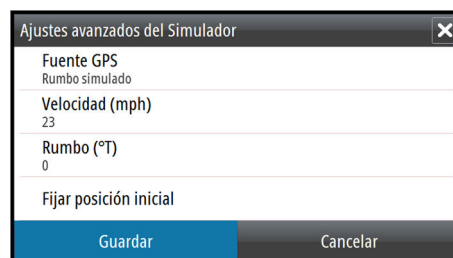 Ajustes avanzados del Simulador
Fuente GPS
Rumbo simulado
Velocidad (mph)
23
Rumbo (°T)
0
Fijar posición inicial
Guardar Cancelar